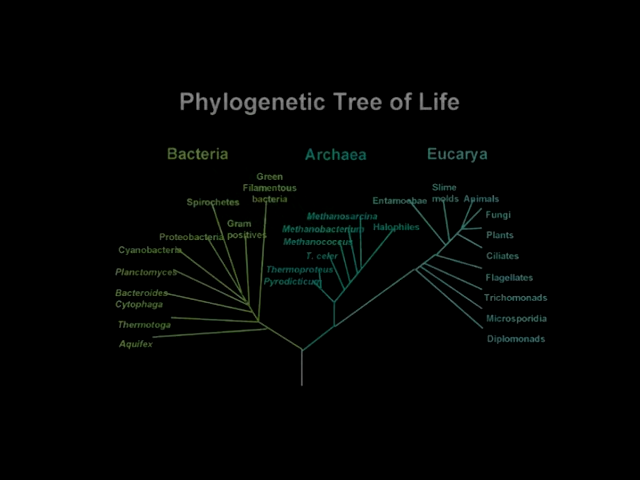 Phylogenetic Tree of Life
Bacteria
Archaea
Eucarya
Green
Filamentous
bacteria
Spirochetes
Gram
positives
Proteobacteria
Cyanobacteria
Planctomyces
Bacteroides
Cytophaga
Thermotoga
Aquifex
Methanosarcina
Methanobacterium
Halophiles
Methanococcus
T. celer
Thermoproteus
Pyrodicticum
Entamoebae
Slime
molds
Animals
Fungi
Plants
Ciliates
Flagellates
Trichomonads
Microsporidia
Diplomonads